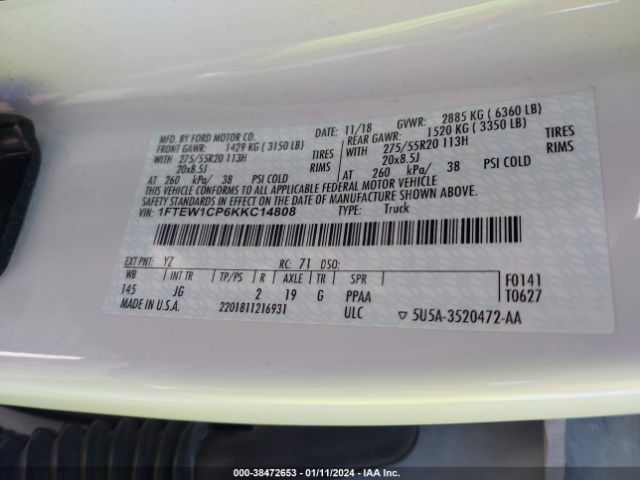 MFD. BY FORD MOTOR CO.
DATE: 11/18 GVWR: 2885 KG ( 6360 LB)
FRONT GAWR: 1429 KG ( 3150 LB) REAR GAWR: 1520 KG ( 3350 LB)
WITH 275/55R20 113H TIRES WITH 275/55R20 113H TIRES
20x8.5J RIMS 20x8.5J RIMS
AT 260 kPa/ 38 PSI COLD AT 260 kPa/ 38 PSI COLD
THIS VEHICLE CONFORMS TO ALL APPLICABLE FEDERAL MOTOR VEHICLE
SAFETY STANDARDS IN EFFECT ON THE DATE OF MANUFACTURE SHOWN ABOVE.
VIN: 1FTEW1CP6KKC14808 TYPE: Truck
EXT PNT: YZ RC: 71 DSO:
WB INT TR TP/PS R AXLE TR SPR F0141
145 JG 2 19 G PPAA T0627
MADE IN U.S.A. 2201811216931 ULC ▽ 5U5A-3520472-AA
000-38472653 - 01/11/2024 - IAA Inc.